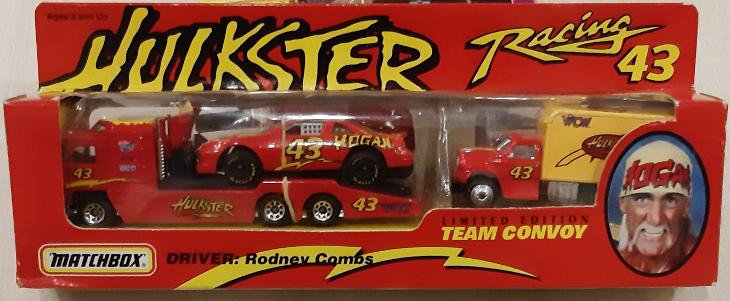 Ages 3 and Up
HULKSTER
Racing
43
43
HOGAN
WCW
HULKSTER
43
43
43
HOGAN
LIMITED EDITION
TEAM CONVOY
MATCHBOX
DRIVER: Rodney Combs